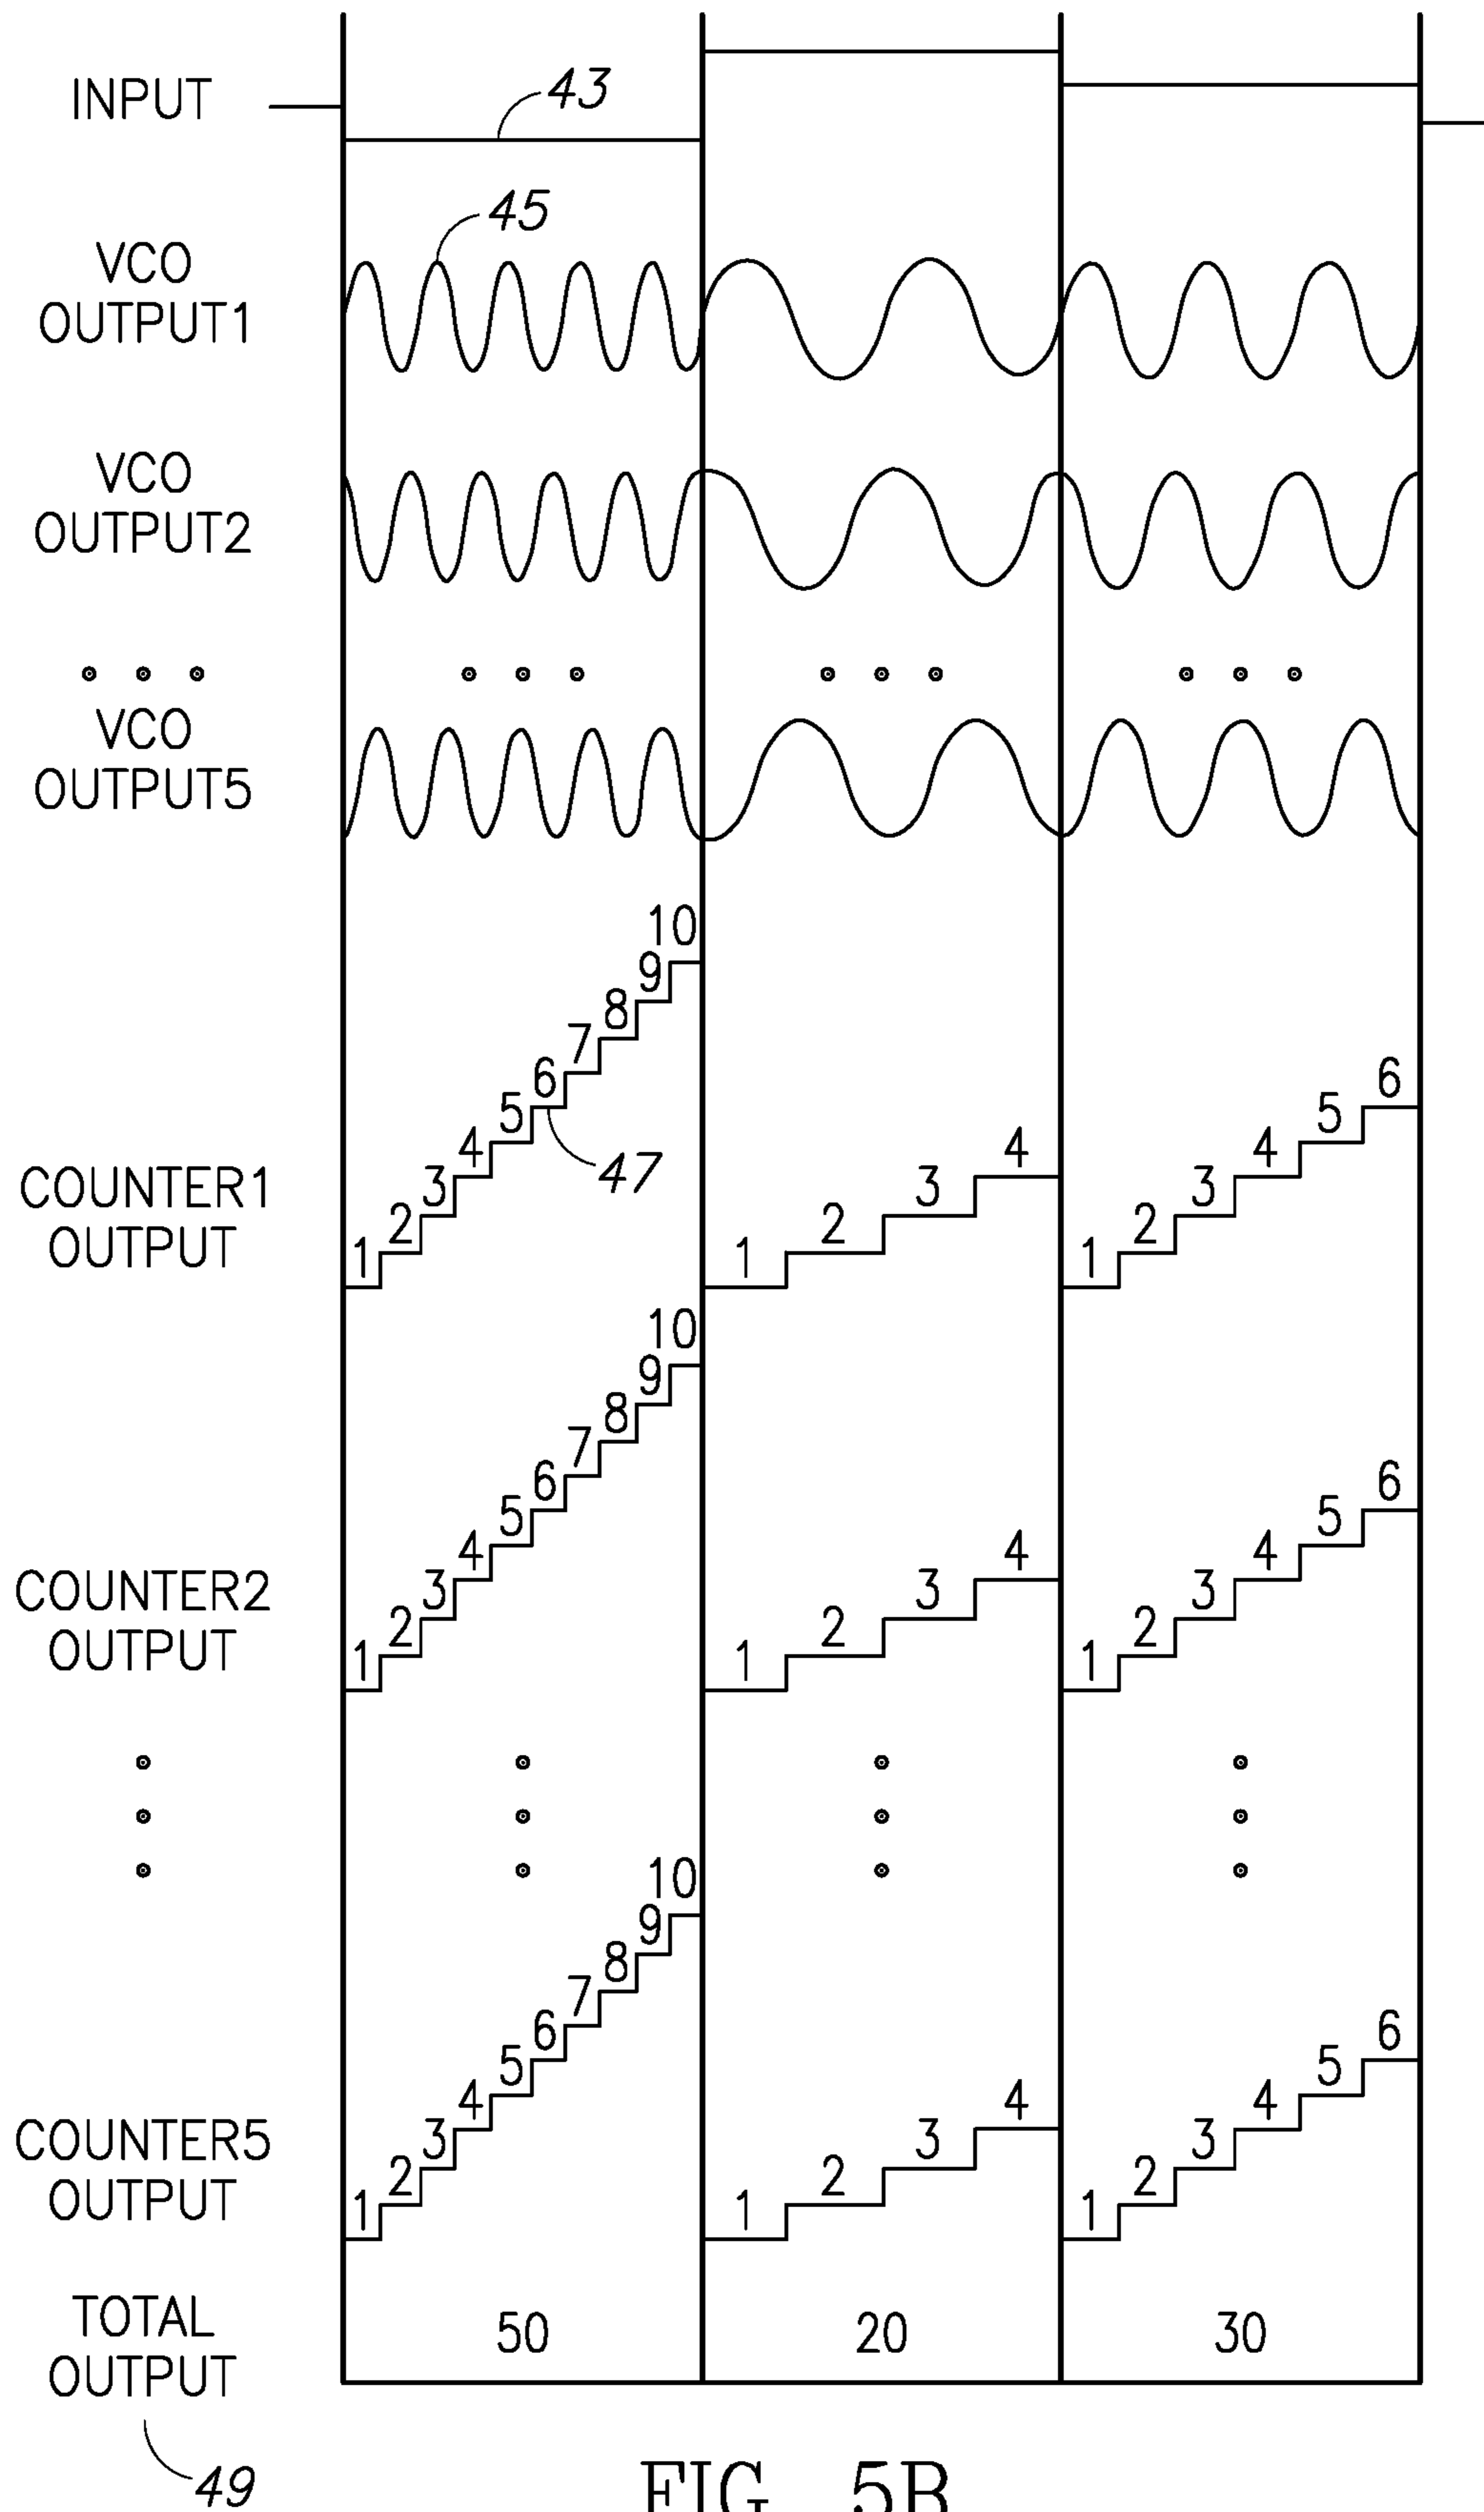 INPUT
43
45
VCO
OUTPUT1
VCO
OUTPUT2
VCO
OUTPUT5
COUNTER1
OUTPUT
1 2 3 4 5 6 7 8 9 10
47
1 2 3 4
1 2 3 4 5 6
COUNTER2
OUTPUT
1 2 3 4 5 6 7 8 9 10
1 2 3 4
1 2 3 4 5 6
COUNTER5
OUTPUT
1 2 3 4 5 6 7 8 9 10
1 2 3 4
1 2 3 4 5 6
TOTAL
OUTPUT
50 20 30
49
FIG. 5B